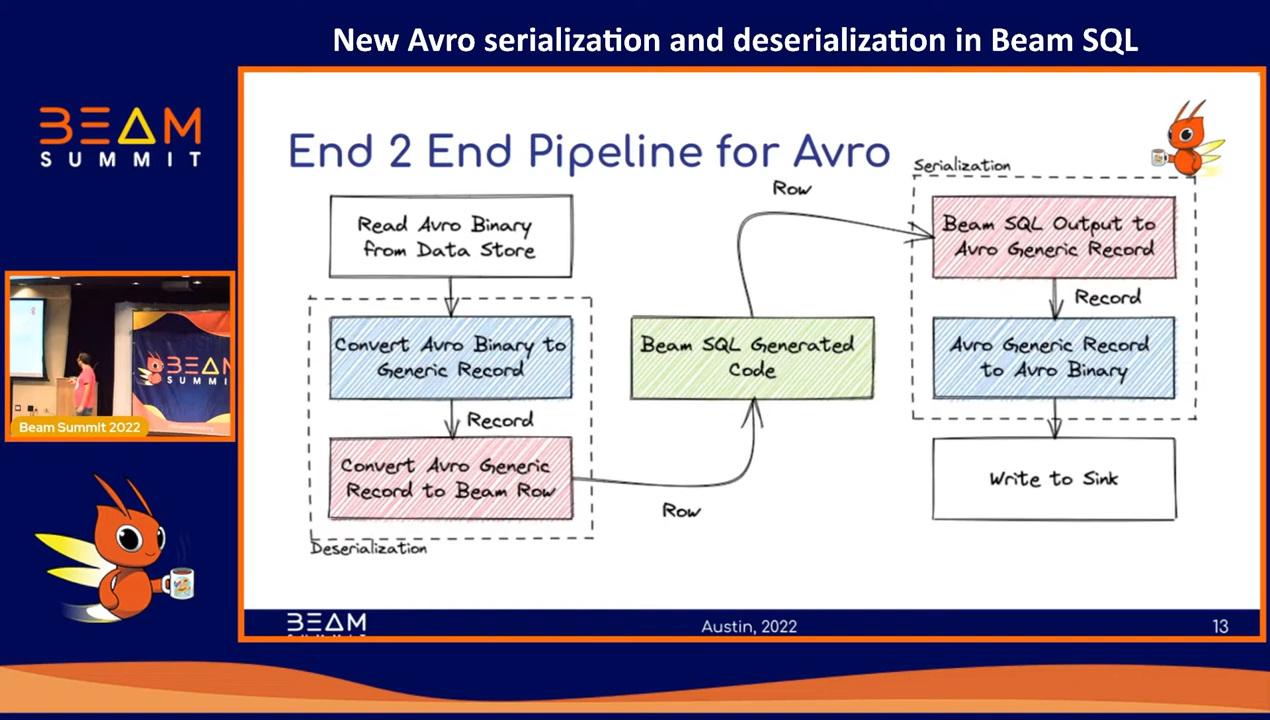 New Avro serialization and deserialization in Beam SQL
BEAM
SUMMIT
End 2 End Pipeline for Avro
Read Avro Binary
from Data Store
Convert Avro Binary to
Generic Record
Record
Convert Avro Generic
Record to Beam Row
Deserialization
Row
Beam SQL Generated
Code
Row
Serialization
Beam SQL Output to
Avro Generic Record
Record
Avro Generic Record
to Avro Binary
Write to Sink
BEAM
SUMMIT
Beam Summit 2022
BEAM
Austin, 2022
13